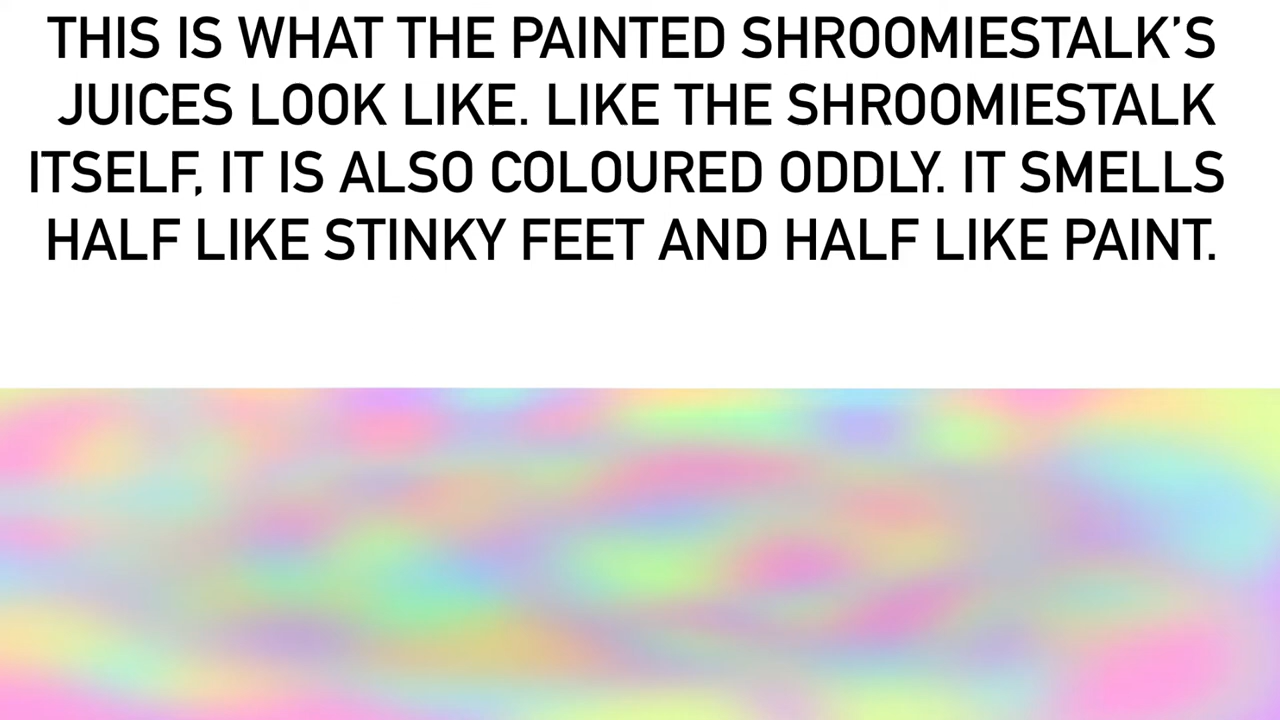 THIS IS WHAT THE PAINTED SHROOMIESTALK’S
JUICES LOOK LIKE. LIKE THE SHROOMIESTALK
ITSELF, IT IS ALSO COLOURED ODDLY. IT SMELLS
HALF LIKE STINKY FEET AND HALF LIKE PAINT.